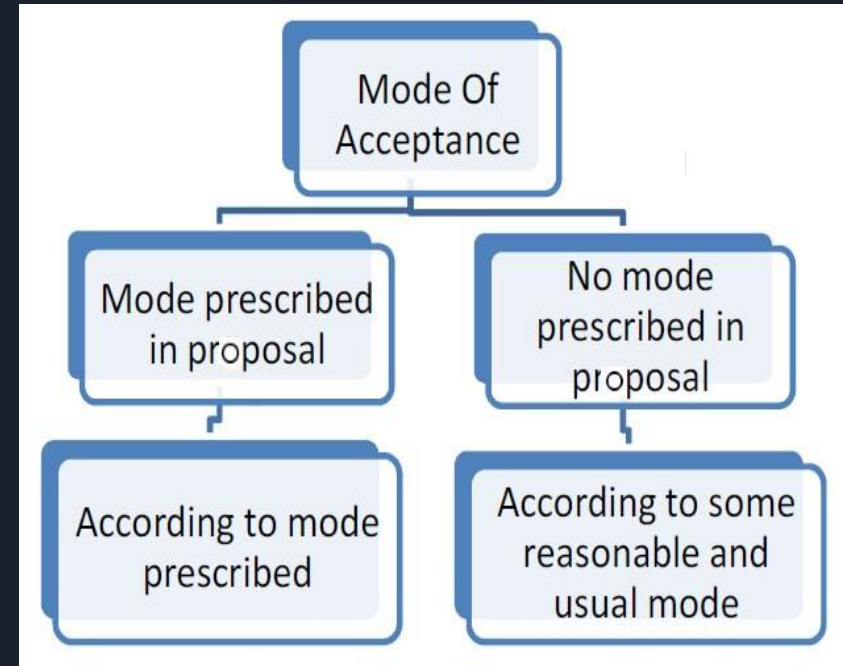 Mode Of
Acceptance
Mode prescribed
in proposal
No mode
prescribed in
proposal
According to mode
prescribed
According to some
reasonable and
usual mode